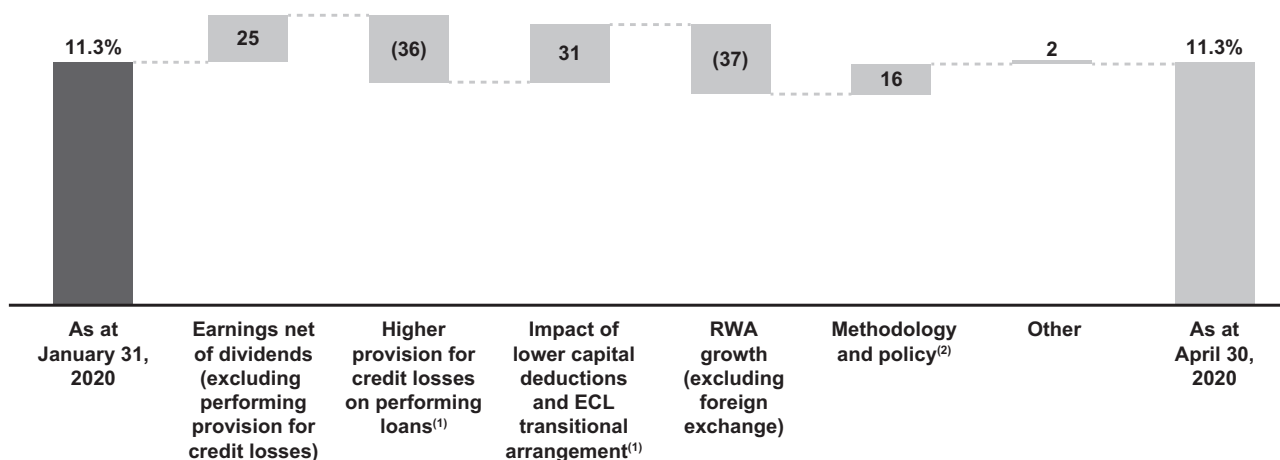 11.3%
25
(36)
31
(37)
16
2
11.3%
As at
January 31,
2020
Earnings net
of dividends
(excluding
performing
provision for
credit losses)
Higher
provision for
credit losses
on performing
loans(1)
Impact of
lower capital
deductions
and ECL
transitional
arrangement(1)
RWA
growth
(excluding
foreign
exchange)
Methodology
and policy(2)
Other
As at
April 30,
2020